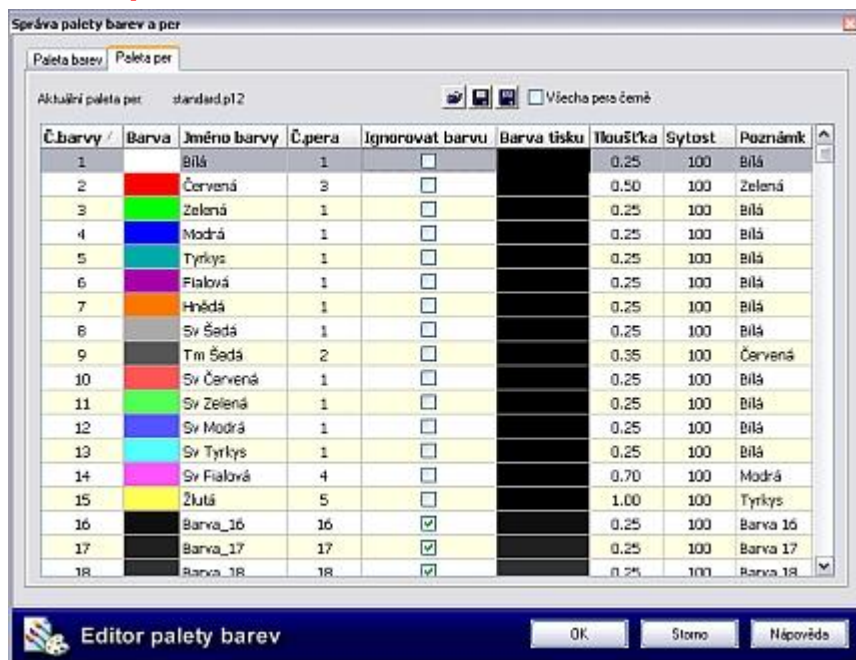 Správa palety barev a per
Paleta barev Paleta per
Aktuální paleta per: standard.p12 Všecha pera černě
Č.barvy Barva Jméno barvy Č.pera Ignorovat barvu Barva tisku Tloušťka Sytost Poznámk
1 Bílá 1 0.25 100 Bílá
2 Červená 3 0.50 100 Zelená
3 Zelená 1 0.25 100 Bílá
4 Modrá 1 0.25 100 Bílá
5 Tyrkys 1 0.25 100 Bílá
6 Fialová 1 0.25 100 Bílá
7 Hnědá 1 0.25 100 Bílá
8 Sv Šedá 1 0.25 100 Bílá
9 Tm Šedá 2 0.35 100 Červená
10 Sv Červená 1 0.25 100 Bílá
11 Sv Zelená 1 0.25 100 Bílá
12 Sv Modrá 1 0.25 100 Bílá
13 Sv Tyrkys 1 0.25 100 Bílá
14 Sv Fialová 4 0.70 100 Modrá
15 Žlutá 5 1.00 100 Tyrkys
16 Barva_16 16 0.25 100 Barva 16
17 Barva_17 17 0.25 100 Barva 17
18 Barva_18 18 0.25 100 Barva 18
Editor palety barev OK Storno Nápověda